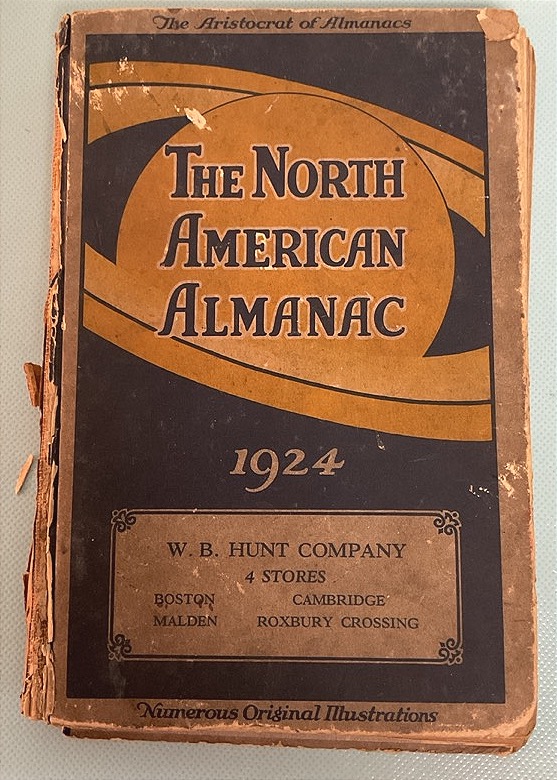 The Aristocrat of Almanacs
THE NORTH
AMERICAN
ALMANAC
1924
W. B. HUNT COMPANY
4 STORES
BOSTON CAMBRIDGE
MALDEN ROXBURY CROSSING
Numerous Original Illustrations